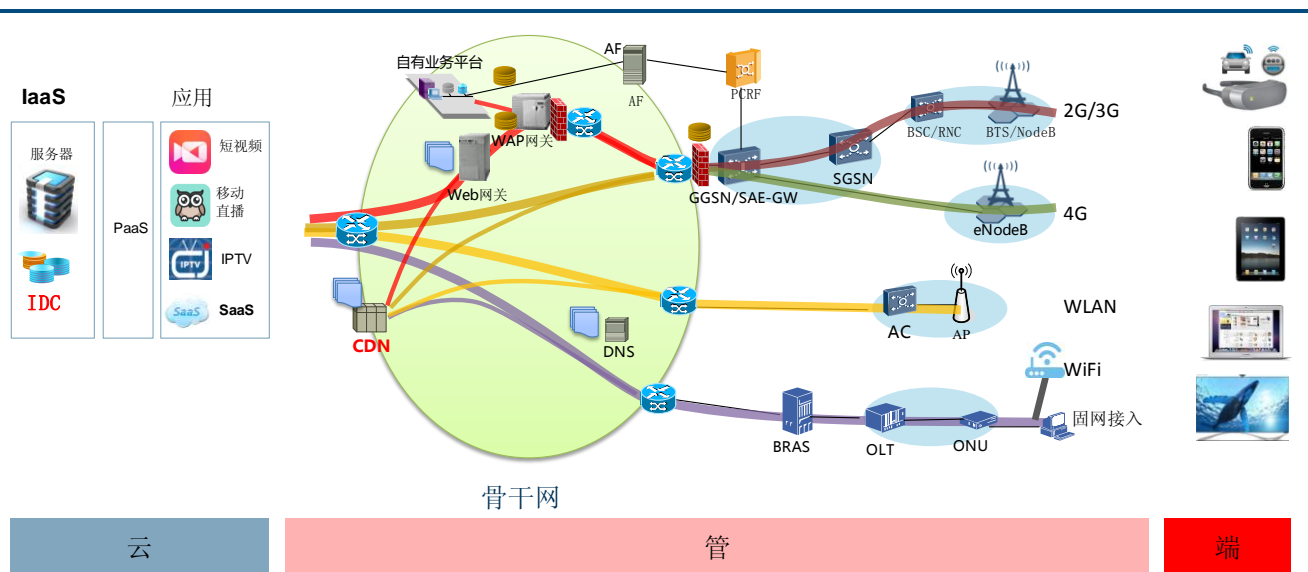 IaaS
服务器
IDC
PaaS
应用
短视频
移动
直播
IPTV
IPTV
SaaS
SaaS
自有业务平台
AF
AF
PCRF
WAP网关
Web网关
CDN
DNS
骨干网
GGSN/SAE-GW
SGSN
BSC/RNC
BTS/NodeB
2G/3G
eNodeB
4G
AC
AP
WLAN
WiFi
BRAS
OLT
ONU
固网接入
云
管
端